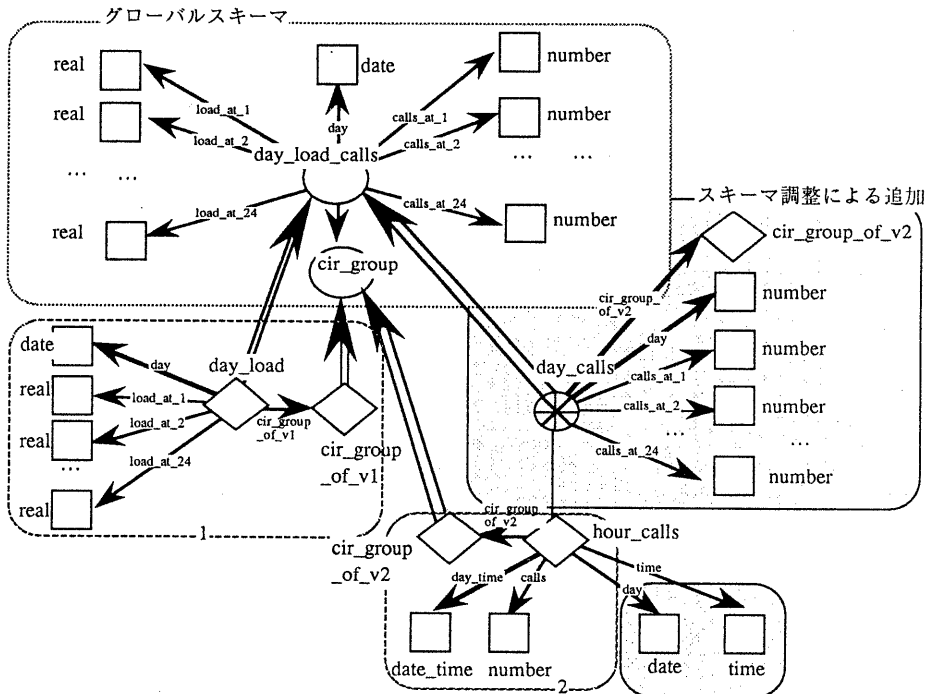 グローバルスキーマ
real
date
number
load_at_1
day
calls_at_1
real
number
load_at_2
calls_at_2
day_load_calls
... ...
... ...
real
load_at_24
calls_at_24
number
スキーマ調整による追加
cir_group_of_v2
cir_group
cir_group_
of_v2
number
day
date
day
day_load
day_calls
number
calls_at_1
real
load_at_1
cir_group
_of_v1
calls_at_2
number
real
load_at_2
...
...
...
load_at_24
cir_group
_of_v1
calls_at_24
number
real
1
cir_group
of_v2
hour_calls
cir_group
_of_v2
day_time
calls
time
day
date_time
number
date
time
2